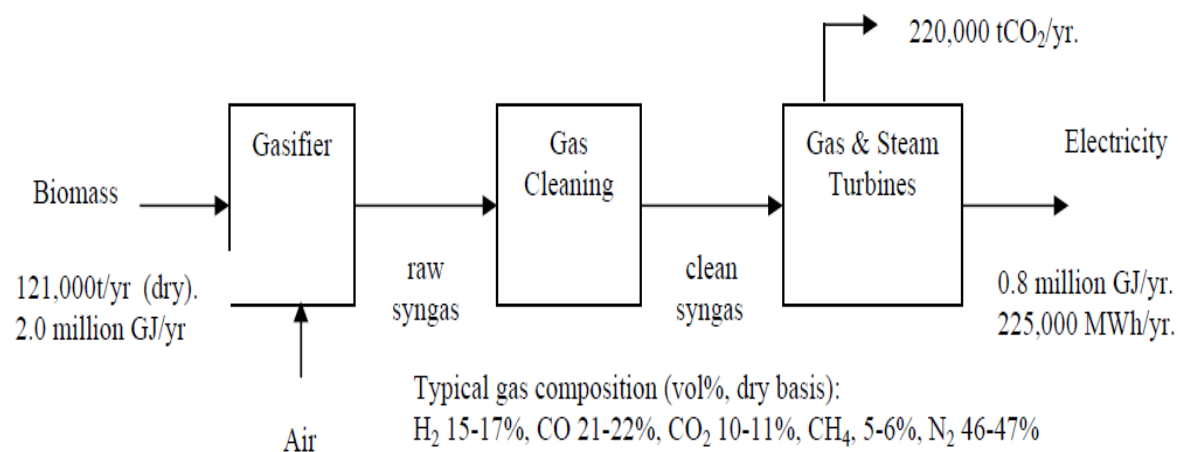 220,000 tCO₂/yr.
Gasifier
Gas
Cleaning
Gas & Steam
Turbines
Electricity
Biomass
121,000t/yr (dry).
2.0 million GJ/yr
raw
syngas
clean
syngas
0.8 million GJ/yr.
225,000 MWh/yr.
Air
Typical gas composition (vol%, dry basis):
H₂ 15-17%, CO 21-22%, CO₂ 10-11%, CH₄, 5-6%, N₂ 46-47%